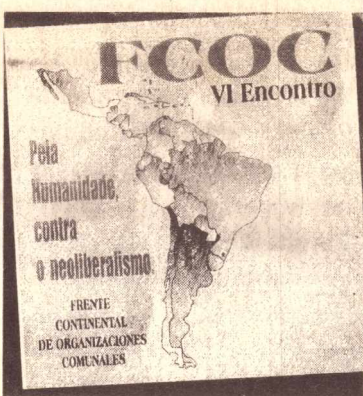 FCOC
VI Encontro
Pela
Humanidade,
contra
o neoliberalismo.
FRENTE
CONTINENTAL
DE ORGANIZACIONES
COMUNALES